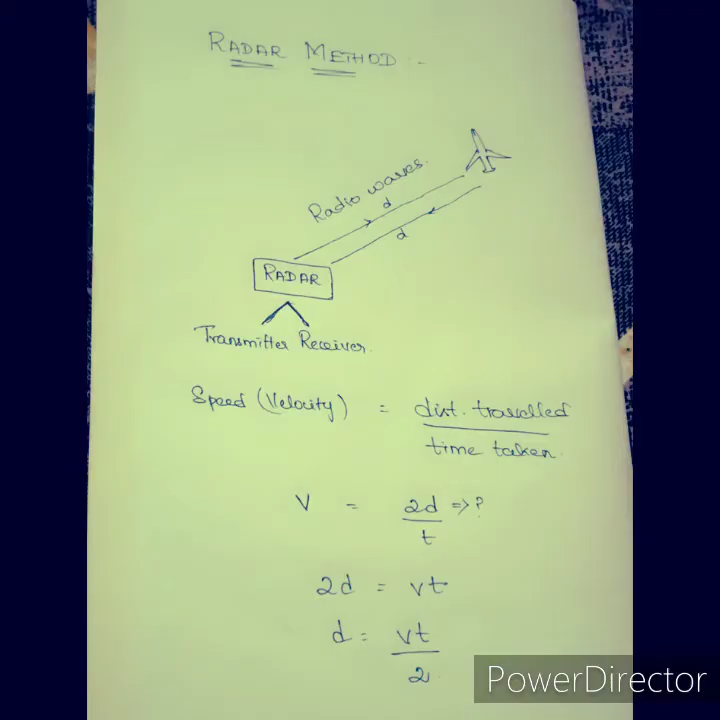 RADAR METHOD :-
Radio waves.
d
d
RADAR
Transmitter Receiver.
Speed (Velocity) = dist. travelled
time taken.
V = 2d => ?
t
2d = vt
d = vt
2
PowerDirector